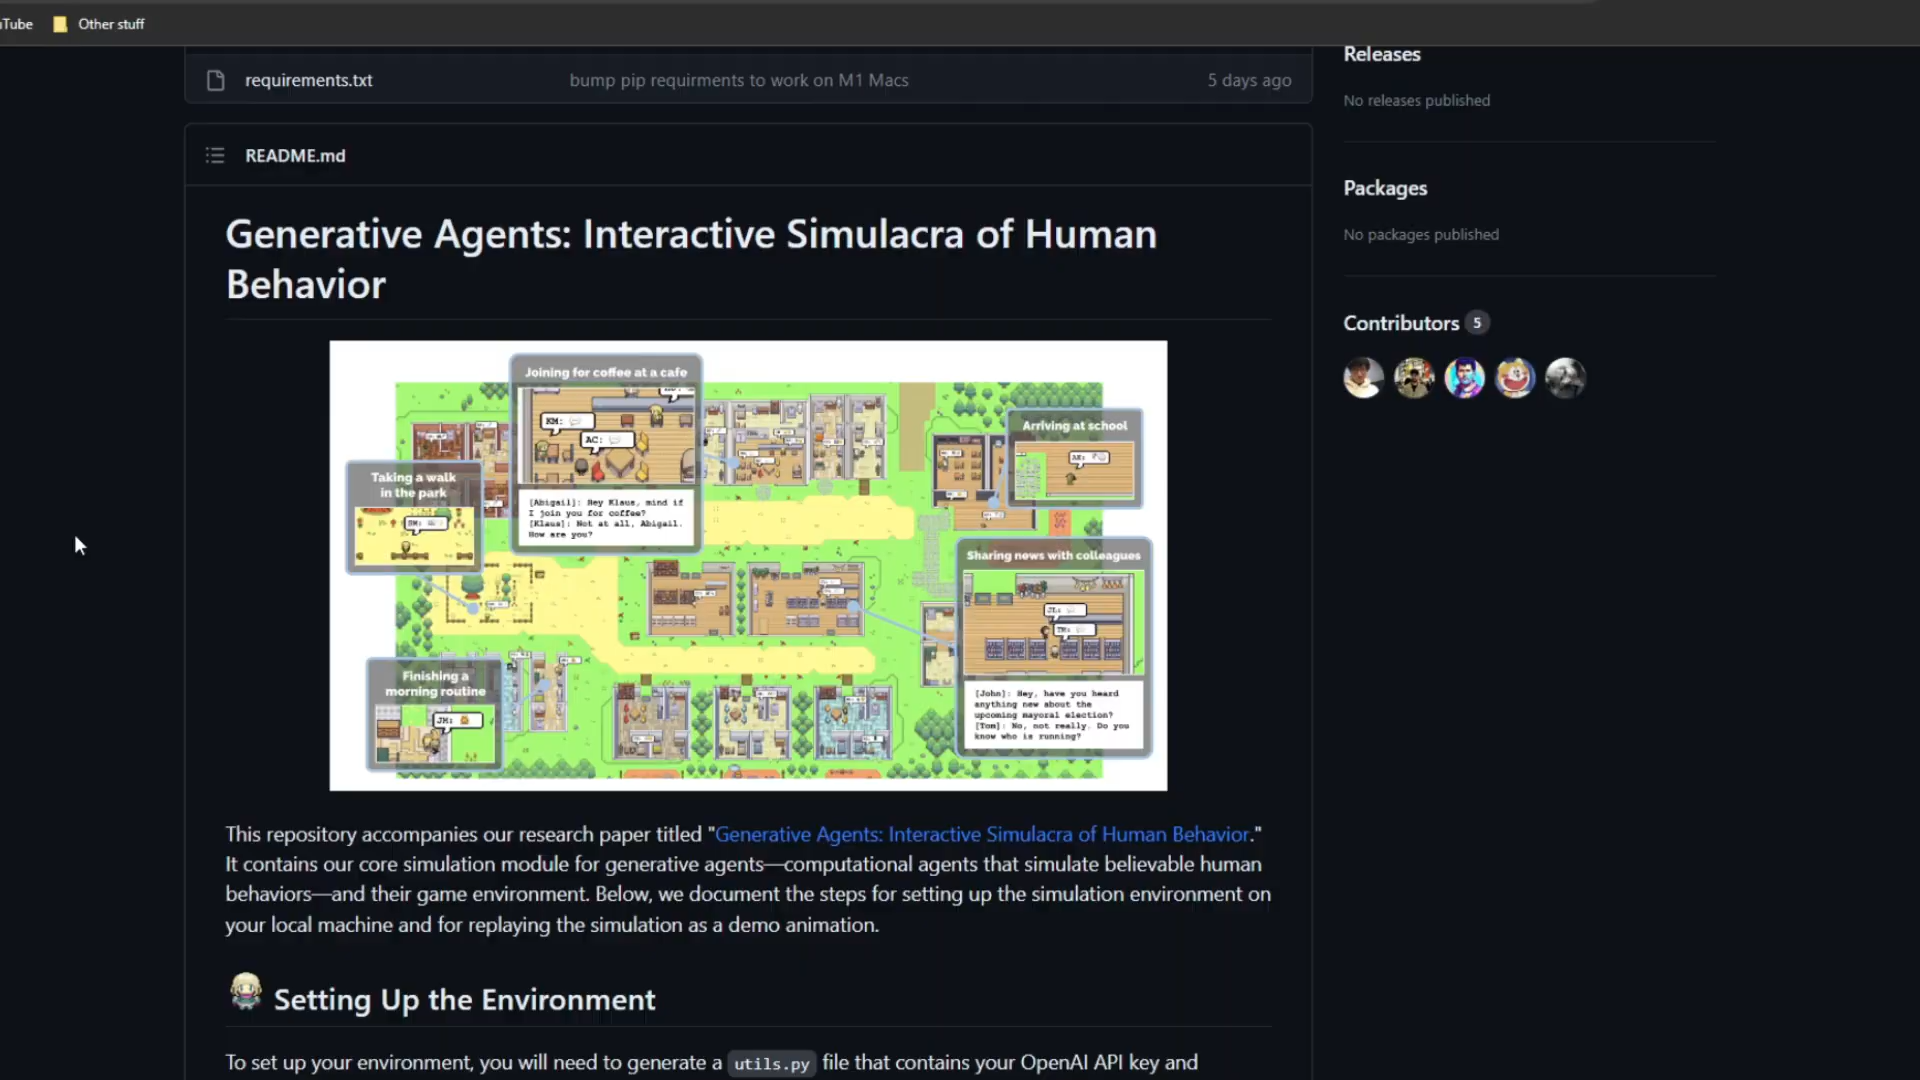 uTube
Other stuff
requirements.txt
bump pip requirments to work on M1 Macs
5 days ago
README.md
Generative Agents: Interactive Simulacra of Human
Behavior
Joining for coffee at a cafe
KM:
AC:
[Abigail]: Hey Klaus, mind if
I join you for coffee?
[Klaus]: Not at all, Abigail.
How are you?
Taking a walk
in the park
Arriving at school
Sharing news with colleagues
[John]: Hey, have you heard
anything new about the
upcoming mayoral election?
[Tom]: No, not really. Do you
know who is running?
Finishing a
morning routine
JM:
This repository accompanies our research paper titled "Generative Agents: Interactive Simulacra of Human Behavior."
It contains our core simulation module for generative agents—computational agents that simulate believable human
behaviors—and their game environment. Below, we document the steps for setting up the simulation environment on
your local machine and for replaying the simulation as a demo animation.
Setting Up the Environment
To set up your environment, you will need to generate a utils.py file that contains your OpenAI API key and
Releases
No releases published
Packages
No packages published
Contributors 5